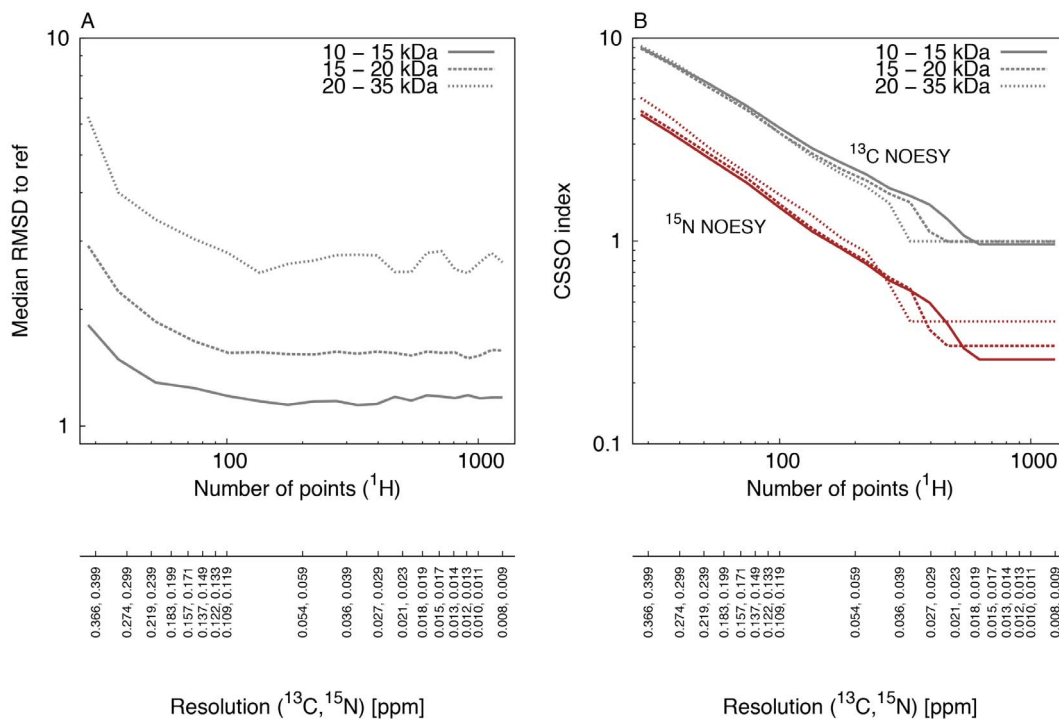 A
10
10 – 15 kDa
15 – 20 kDa
20 – 35 kDa
Median RMSD to ref
1
100
1000
Number of points (¹H)
0.366, 0.399
0.274, 0.299
0.219, 0.239
0.183, 0.199
0.157, 0.171
0.137, 0.149
0.122, 0.133
0.109, 0.119
0.054, 0.059
0.036, 0.039
0.027, 0.029
0.021, 0.023
0.018, 0.019
0.015, 0.017
0.013, 0.014
0.012, 0.013
0.010, 0.011
0.008, 0.009
Resolution (¹³C,¹⁵N) [ppm]
B
10
10 – 15 kDa
15 – 20 kDa
20 – 35 kDa
¹³C NOESY
¹⁵N NOESY
CSSO index
1
0.1
100
1000
Number of points (¹H)
0.366, 0.399
0.274, 0.299
0.219, 0.239
0.183, 0.199
0.157, 0.171
0.137, 0.149
0.122, 0.133
0.109, 0.119
0.054, 0.059
0.036, 0.039
0.027, 0.029
0.021, 0.023
0.018, 0.019
0.015, 0.017
0.013, 0.014
0.012, 0.013
0.010, 0.011
0.008, 0.009
Resolution (¹³C,¹⁵N) [ppm]